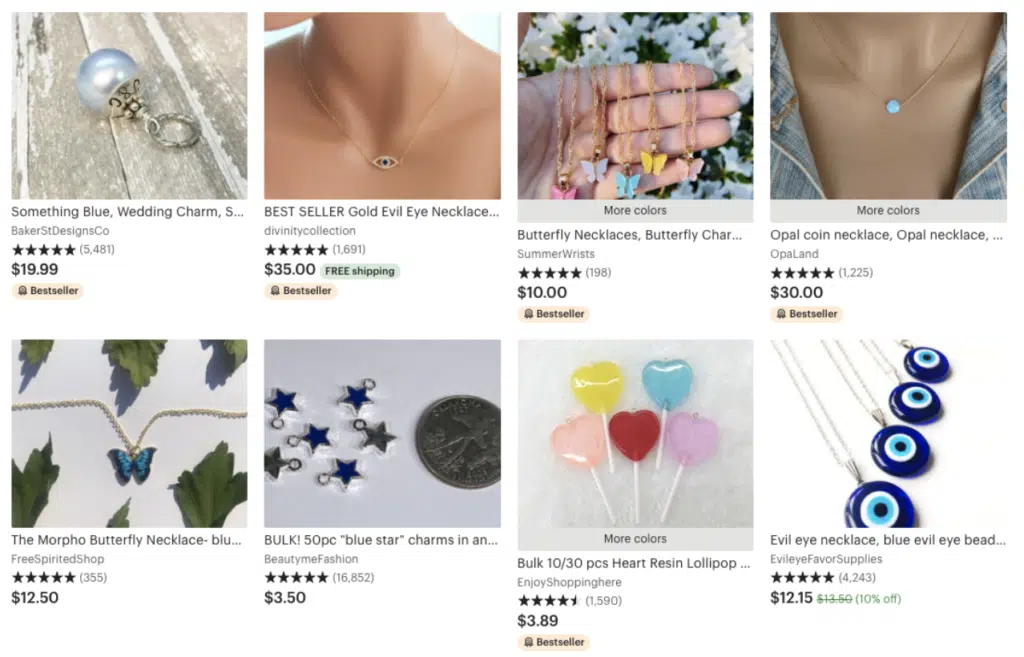 Something Blue, Wedding Charm, S...
BakerStDesignsCo
(5,481)
$19.99
Bestseller
BEST SELLER Gold Evil Eye Necklace...
divinitycollection
(1,691)
$35.00 FREE shipping
Bestseller
More colors
Butterfly Necklaces, Butterfly Char...
SummerWrists
(198)
$10.00
Bestseller
More colors
Opal coin necklace, Opal necklace, ...
OpaLand
(1,225)
$30.00
Bestseller
The Morpho Butterfly Necklace- blu...
FreeSpiritedShop
(355)
$12.50
BULK! 50pc "blue star" charms in an...
BeautymeFashion
(16,852)
$3.50
More colors
Bulk 10/30 pcs Heart Resin Lollipop ...
EnjoyShoppinghere
(1,590)
$3.89
Bestseller
Evil eye necklace, blue evil eye bead...
EvileyeFavorSupplies
(4,243)
$12.15 $13.50 (10% off)